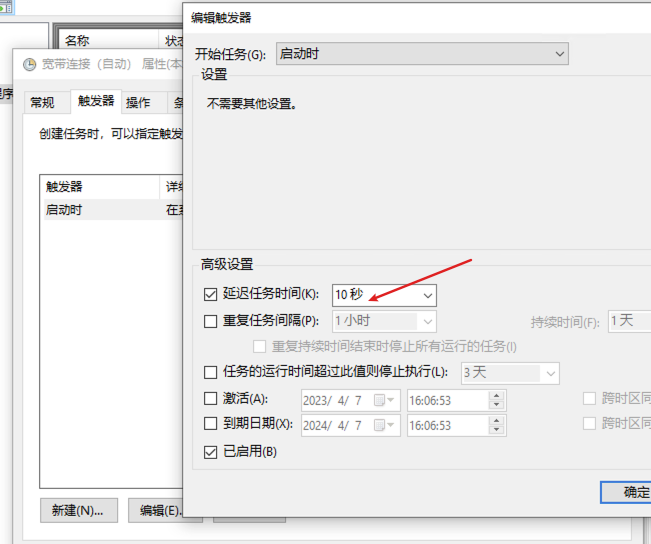 名称
宽带连接（自动） 属性(本
程序
常规 触发器 操作
创建任务时，可以指定触发
触发器
启动时
新建(N)... 编辑(E)...
编辑触发器
开始任务(G): 启动时
设置
不需要其他设置。
高级设置
延迟任务时间(K): 10 秒
重复任务间隔(P): 1 小时 持续时间(F): 1 天
重复持续时间结束时停止所有运行的任务(I)
任务的运行时间超过此值则停止执行(L): 3 天
激活(A): 2023/ 4/ 7 16:06:53 跨时区同
到期日期(X): 2024/ 4/ 7 16:06:53 跨时区同
已启用(B)
确定